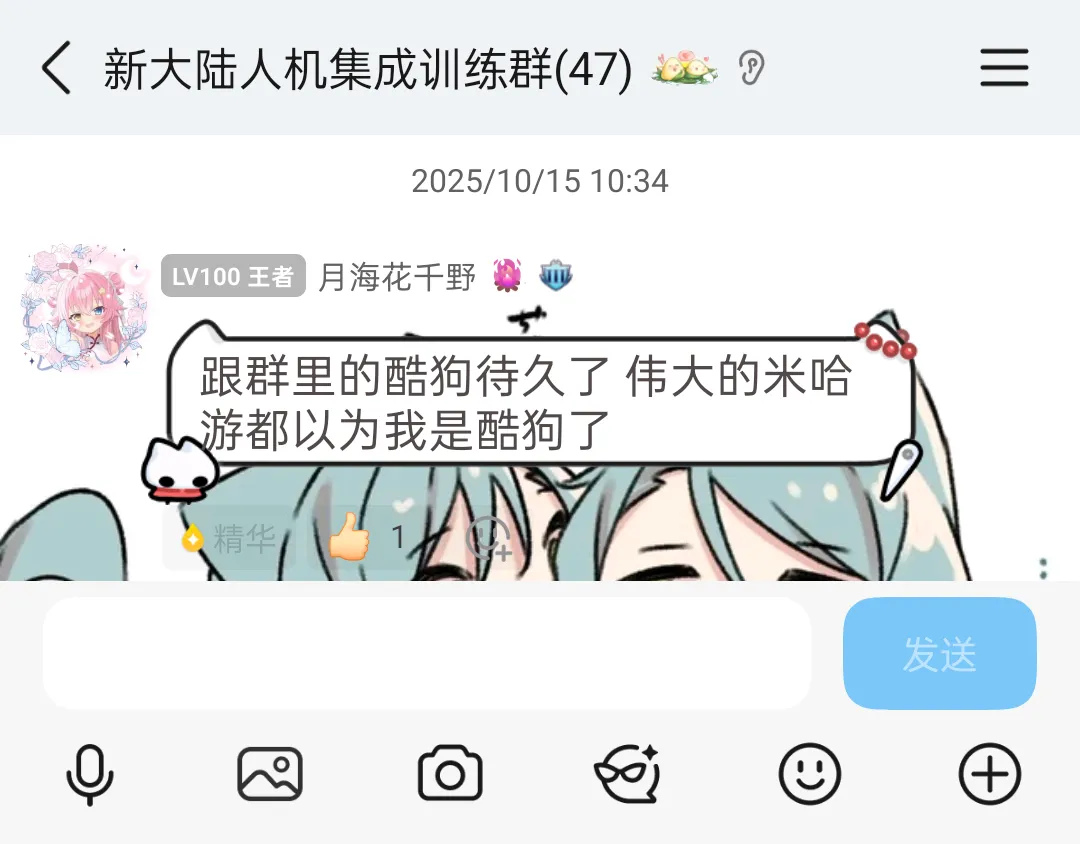 新大陆人机集成训练群(47)
2025/10/15 10:34
LV100 王者 月海花千野
跟群里的酷狗待久了 伟大的米哈
游都以为我是酷狗了
精华 1
发送